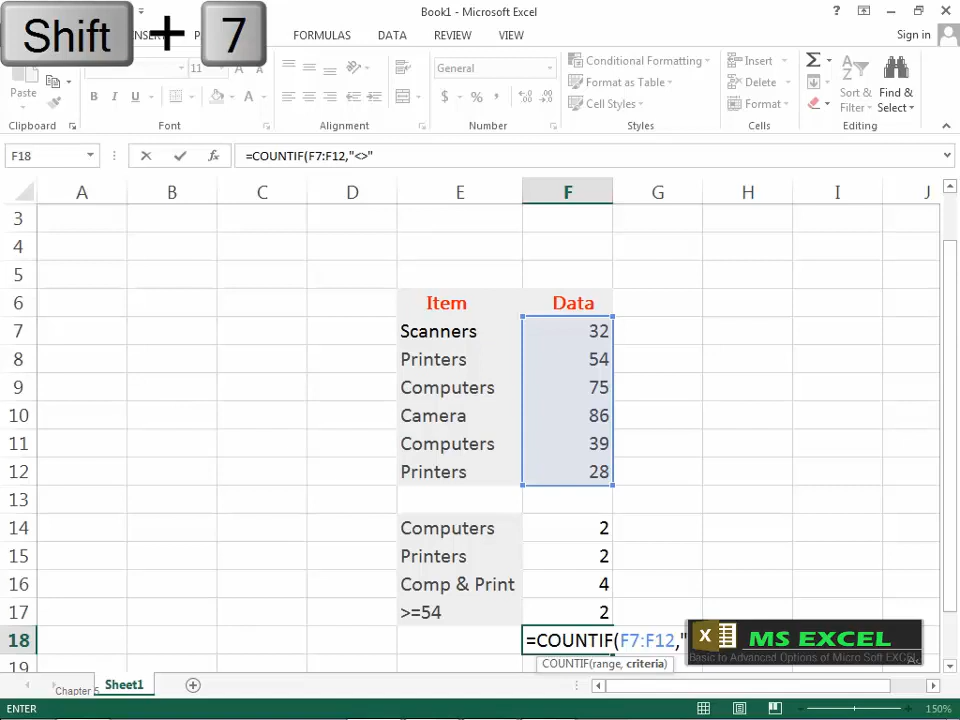 Shift + 7
Book1 - Microsoft Excel
?
INSERT P FORMULAS DATA REVIEW VIEW Sign in
Paste
11 A A
B I U A
General
$ % ,
Conditional Formatting
Format as Table
Cell Styles
Insert
Delete
Format
Sort & Filter
Find & Select
Clipboard Font Alignment Number Styles Cells Editing
F18 fx =COUNTIF(F7:F12,"<>"
A B C D E F G H I J
3
4
5
6 Item Data
7 Scanners 32
8 Printers 54
9 Computers 75
10 Camera 86
11 Computers 39
12 Printers 28
13
14 Computers 2
15 Printers 2
16 Comp & Print 4
17 >=54 2
18 =COUNTIF(F7:F12,"
MS EXCEL
Basic to Advanced Options of Micro Soft EXCEL
19 COUNTIF(range, criteria)
Chapter 5 Sheet1
ENTER 150%